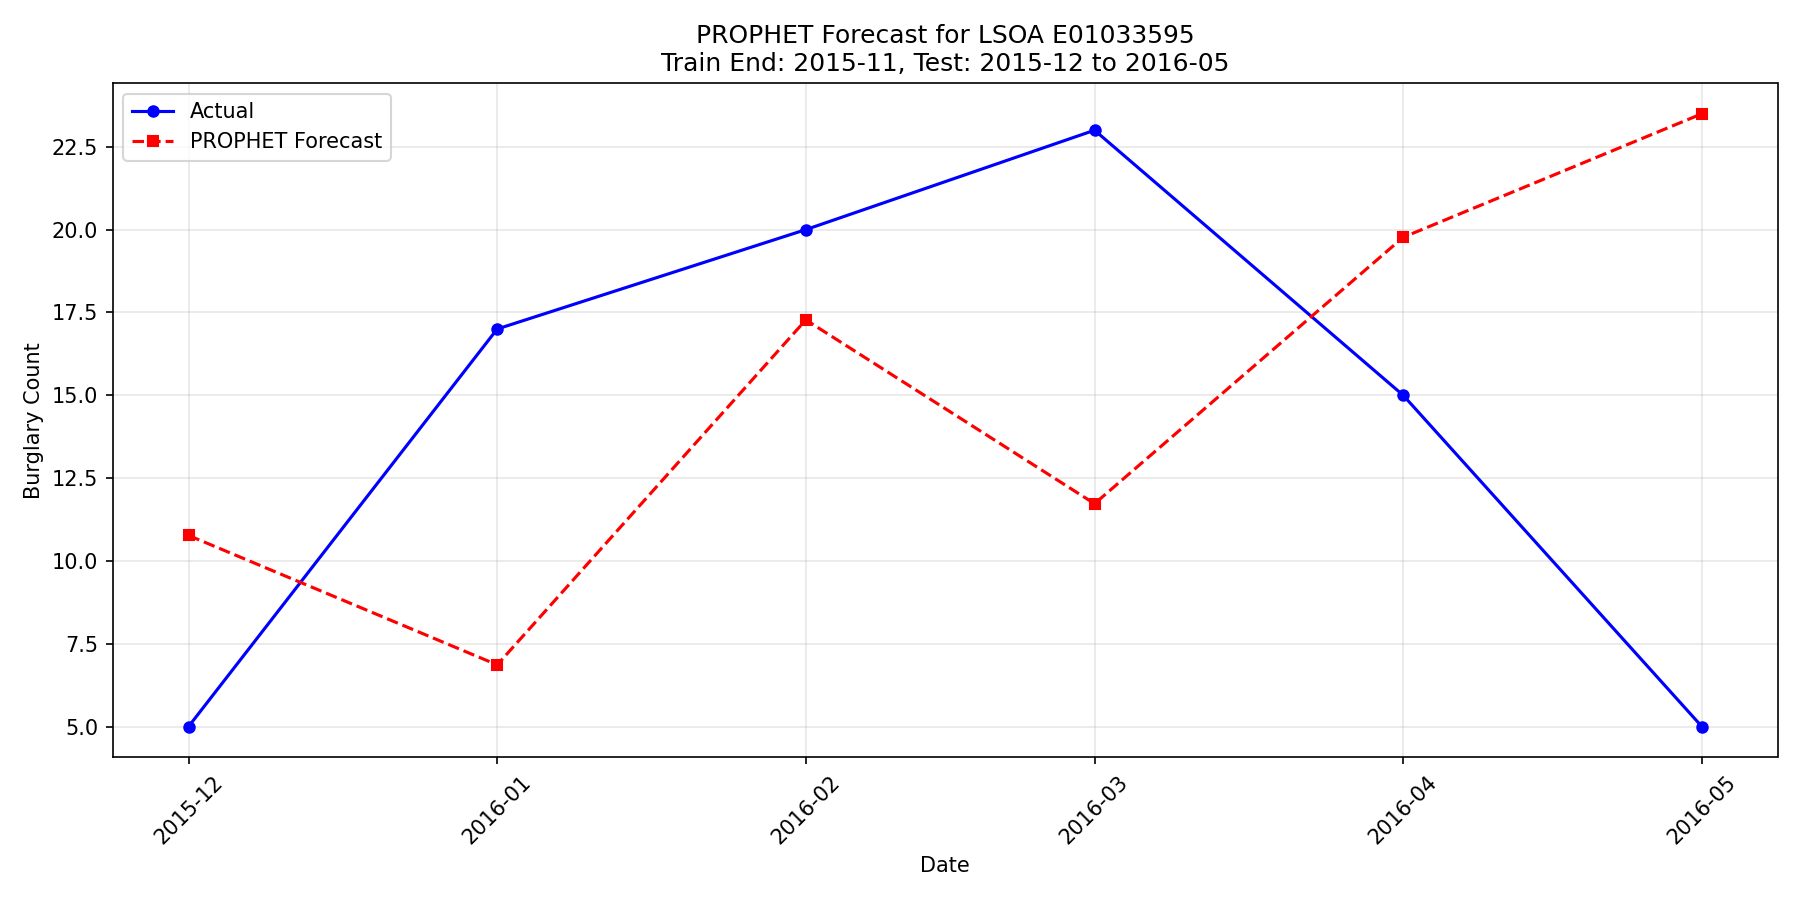 PROPHET Forecast for LSOA E01033595
Train End: 2015-11, Test: 2015-12 to 2016-05
Actual
PROPHET Forecast
Burglary Count
22.5
20.0
17.5
15.0
12.5
10.0
7.5
5.0
2015-12
2016-01
2016-02
2016-03
2016-04
2016-05
Date